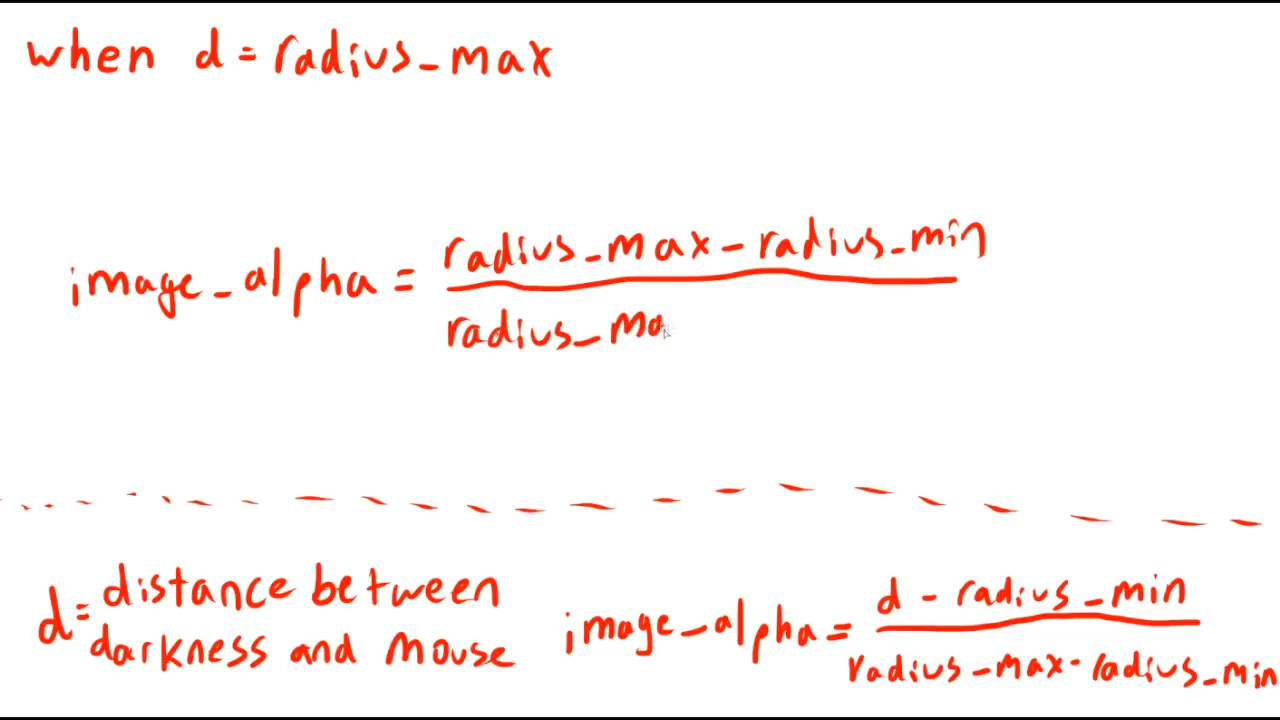 when d = radius_max
image_alpha = radius_max - radius_min
radius_ma
d = distance between
darkness and mouse
image_alpha = d - radius_min
radius_max - radius_min